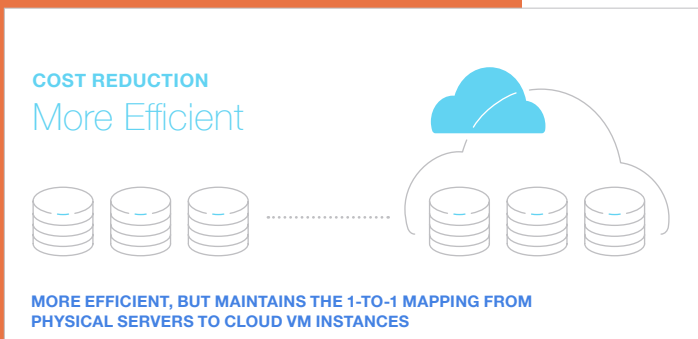 COST REDUCTION
More Efficient
MORE EFFICIENT, BUT MAINTAINS THE 1-TO-1 MAPPING FROM
PHYSICAL SERVERS TO CLOUD VM INSTANCES